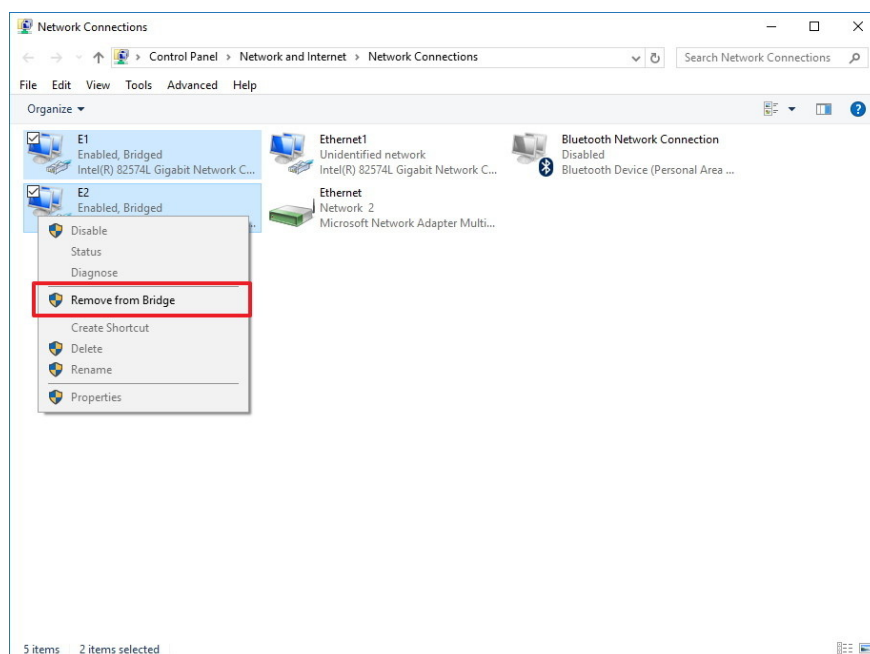 Network Connections
Control Panel > Network and Internet > Network Connections
Search Network Connections
File Edit View Tools Advanced Help
Organize
E1
Enabled, Bridged
Intel(R) 82574L Gigabit Network C...
Ethernet1
Unidentified network
Intel(R) 82574L Gigabit Network C...
Bluetooth Network Connection
Disabled
Bluetooth Device (Personal Area ...
E2
Enabled, Bridged
Ethernet
Network 2
Microsoft Network Adapter Multi...
Disable
Status
Diagnose
Remove from Bridge
Create Shortcut
Delete
Rename
Properties
5 items 2 items selected